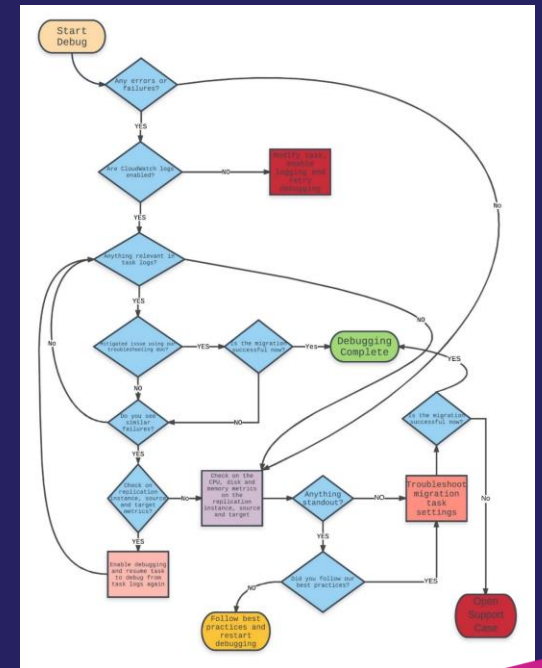 Start
Debug
Any errors or
failures?
YES
Are CloudWatch logs
enabled?
NO
Modify task,
enable
logging and
retry
debugging
No
YES
Anything relevant in
task logs?
NO
YES
Mitigated issue using our
troubleshooting doc?
YES
Is the migration
successful now?
Yes
Debugging
Complete
No
NO
NO
YES
Do you see
similar
failures?
Is the migration
successful now?
YES
Check on
replication
instance, source
and target
metrics?
No
Check on the
CPU, disk and
memory metrics
on the
replication
instance, source
and target
Anything
standout?
NO
Troubleshoot
migration
task
settings
No
YES
YES
Enable debugging
and resume task
to debug from
task logs again
Did you follow our
best practices?
YES
NO
Follow best
practices and
restart
debugging
Open
Support
Case